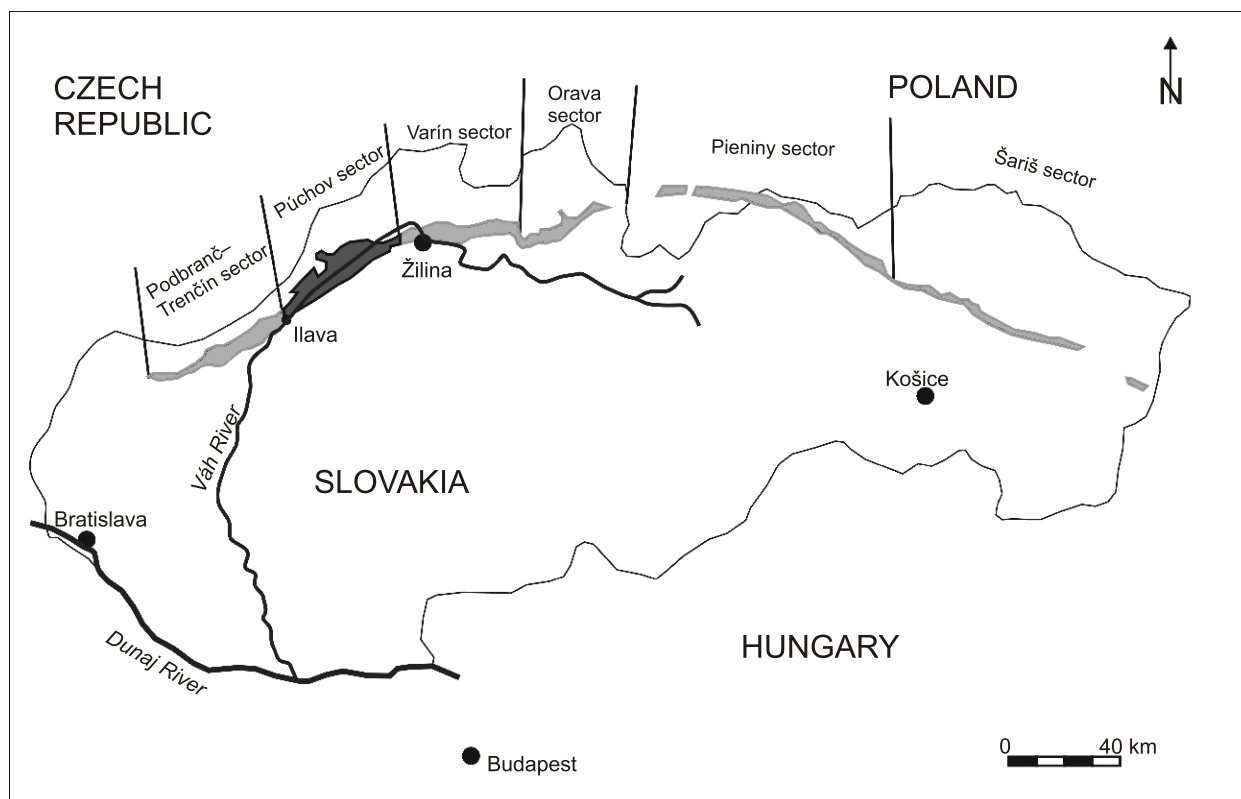 CZECH
REPUBLIC
POLAND
N
Orava
sector
Varín sector
Púchov sector
Pieniny sector
Šariš sector
Podbranč–
Trenčín sector
Žilina
Ilava
Košice
Váh River
SLOVAKIA
Bratislava
Dunaj River
HUNGARY
0 40 km
Budapest